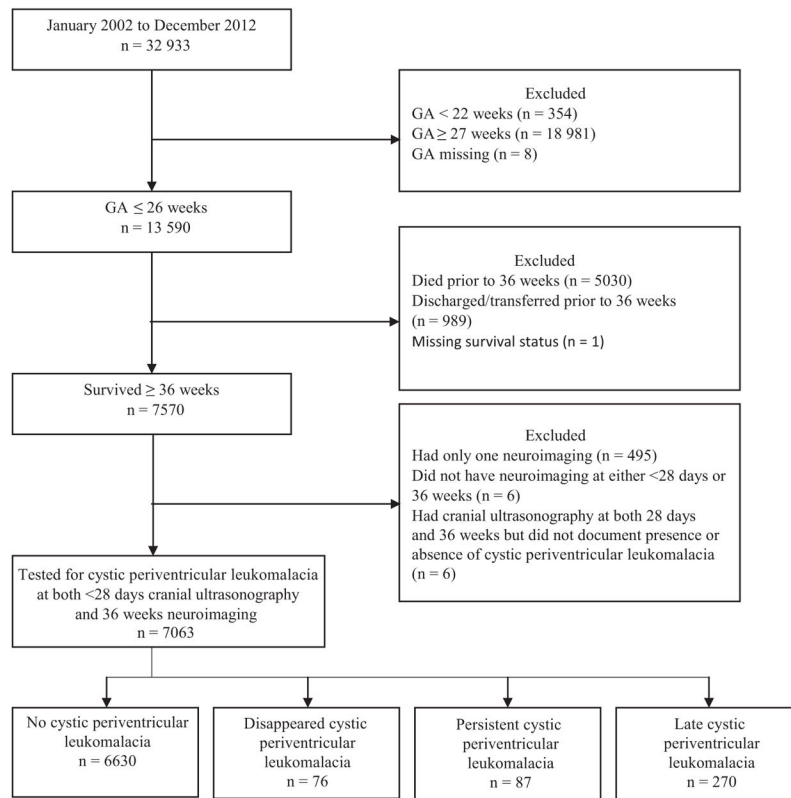 January 2002 to December 2012
n = 32 933
Excluded
GA < 22 weeks (n = 354)
GA ≥ 27 weeks (n = 18 981)
GA missing (n = 8)
GA ≤ 26 weeks
n = 13 590
Excluded
Died prior to 36 weeks (n = 5030)
Discharged/transferred prior to 36 weeks
(n = 989)
Missing survival status (n = 1)
Survived ≥ 36 weeks
n = 7570
Excluded
Had only one neuroimaging (n = 495)
Did not have neuroimaging at either <28 days or
36 weeks (n = 6)
Had cranial ultrasonography at both 28 days
and 36 weeks but did not document presence or
absence of cystic periventricular leukomalacia
(n = 6)
Tested for cystic periventricular leukomalacia
at both <28 days cranial ultrasonography
and 36 weeks neuroimaging
n = 7063
No cystic periventricular
leukomalacia
n = 6630
Disappeared cystic
periventricular
leukomalacia
n = 76
Persistent cystic
periventricular
leukomalacia
n = 87
Late cystic
periventricular
leukomalacia
n = 270